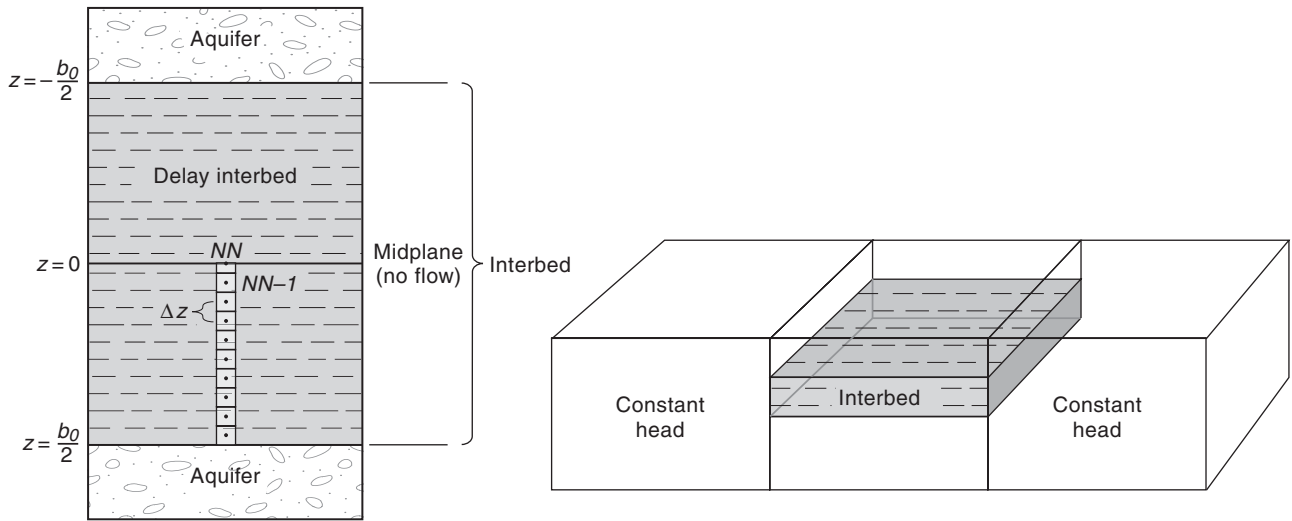 Aquifer
z = − b₀/2
Delay interbed
NN
z = 0
NN−1
Δz
Midplane
(no flow)
Interbed
z = b₀/2
Aquifer
Constant
head
Interbed
Constant
head